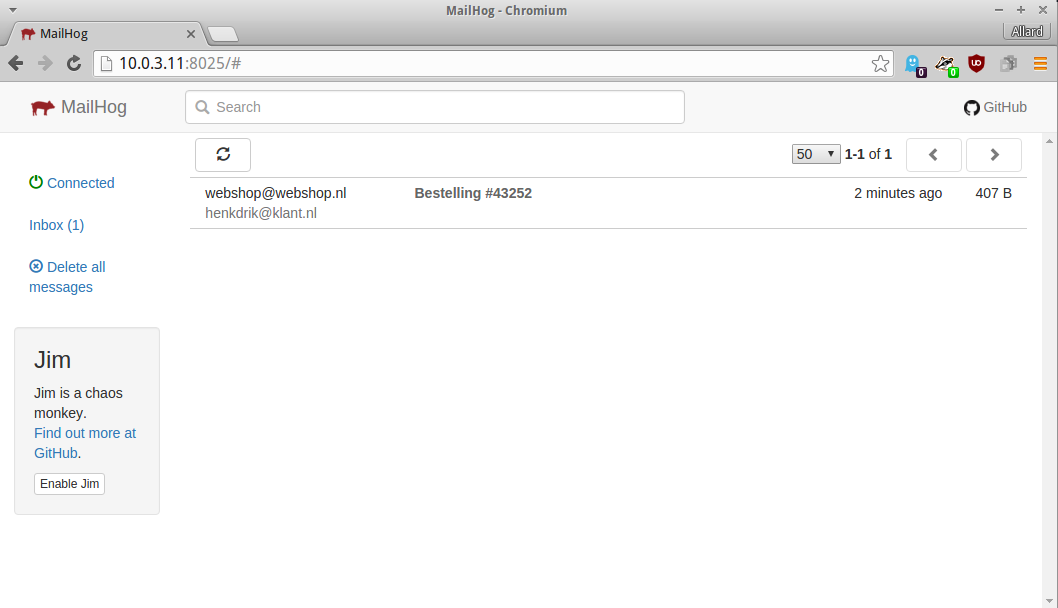 MailHog - Chromium
MailHog
Allard
10.0.3.11:8025/#
0
0
UO
MailHog
Search
GitHub
50 1-1 of 1
Connected
webshop@webshop.nl Bestelling #43252 2 minutes ago 407 B
henkdrik@klant.nl
Inbox (1)
Delete all
messages
Jim
Jim is a chaos
monkey.
Find out more at
GitHub.
Enable Jim